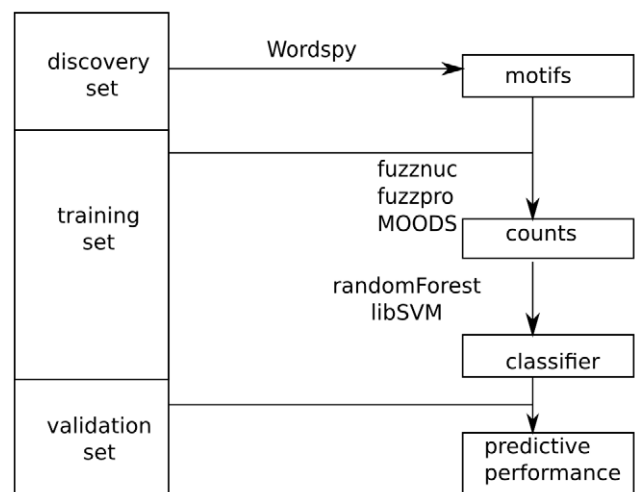 discovery
set
Wordspy
motifs
training
set
fuzznuc
fuzzpro
MOODS
counts
randomForest
libSVM
classifier
validation
set
predictive
performance